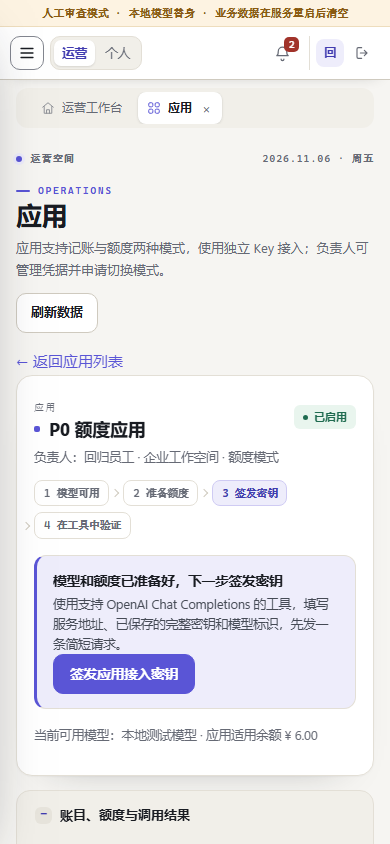 人工审查模式 · 本地模型替身 · 业务数据在服务重启后清空
运营 个人 2 回
运营工作台 应用 ×
运营空间 2026.11.06 · 周五
OPERATIONS
应用
应用支持记账与额度两种模式，使用独立 Key 接入；负责人可
管理凭据并申请切换模式。
刷新数据
← 返回应用列表
应用
P0 额度应用 已启用
负责人：回归员工 · 企业工作空间 · 额度模式
1 模型可用 2 准备额度 3 签发密钥
4 在工具中验证
模型和额度已准备好，下一步签发密钥
使用支持 OpenAI Chat Completions 的工具，填写
服务地址、已保存的完整密钥和模型标识，先发一
条简短请求。
签发应用接入密钥
当前可用模型：本地测试模型 · 应用适用余额 ¥ 6.00
账目、额度与调用结果